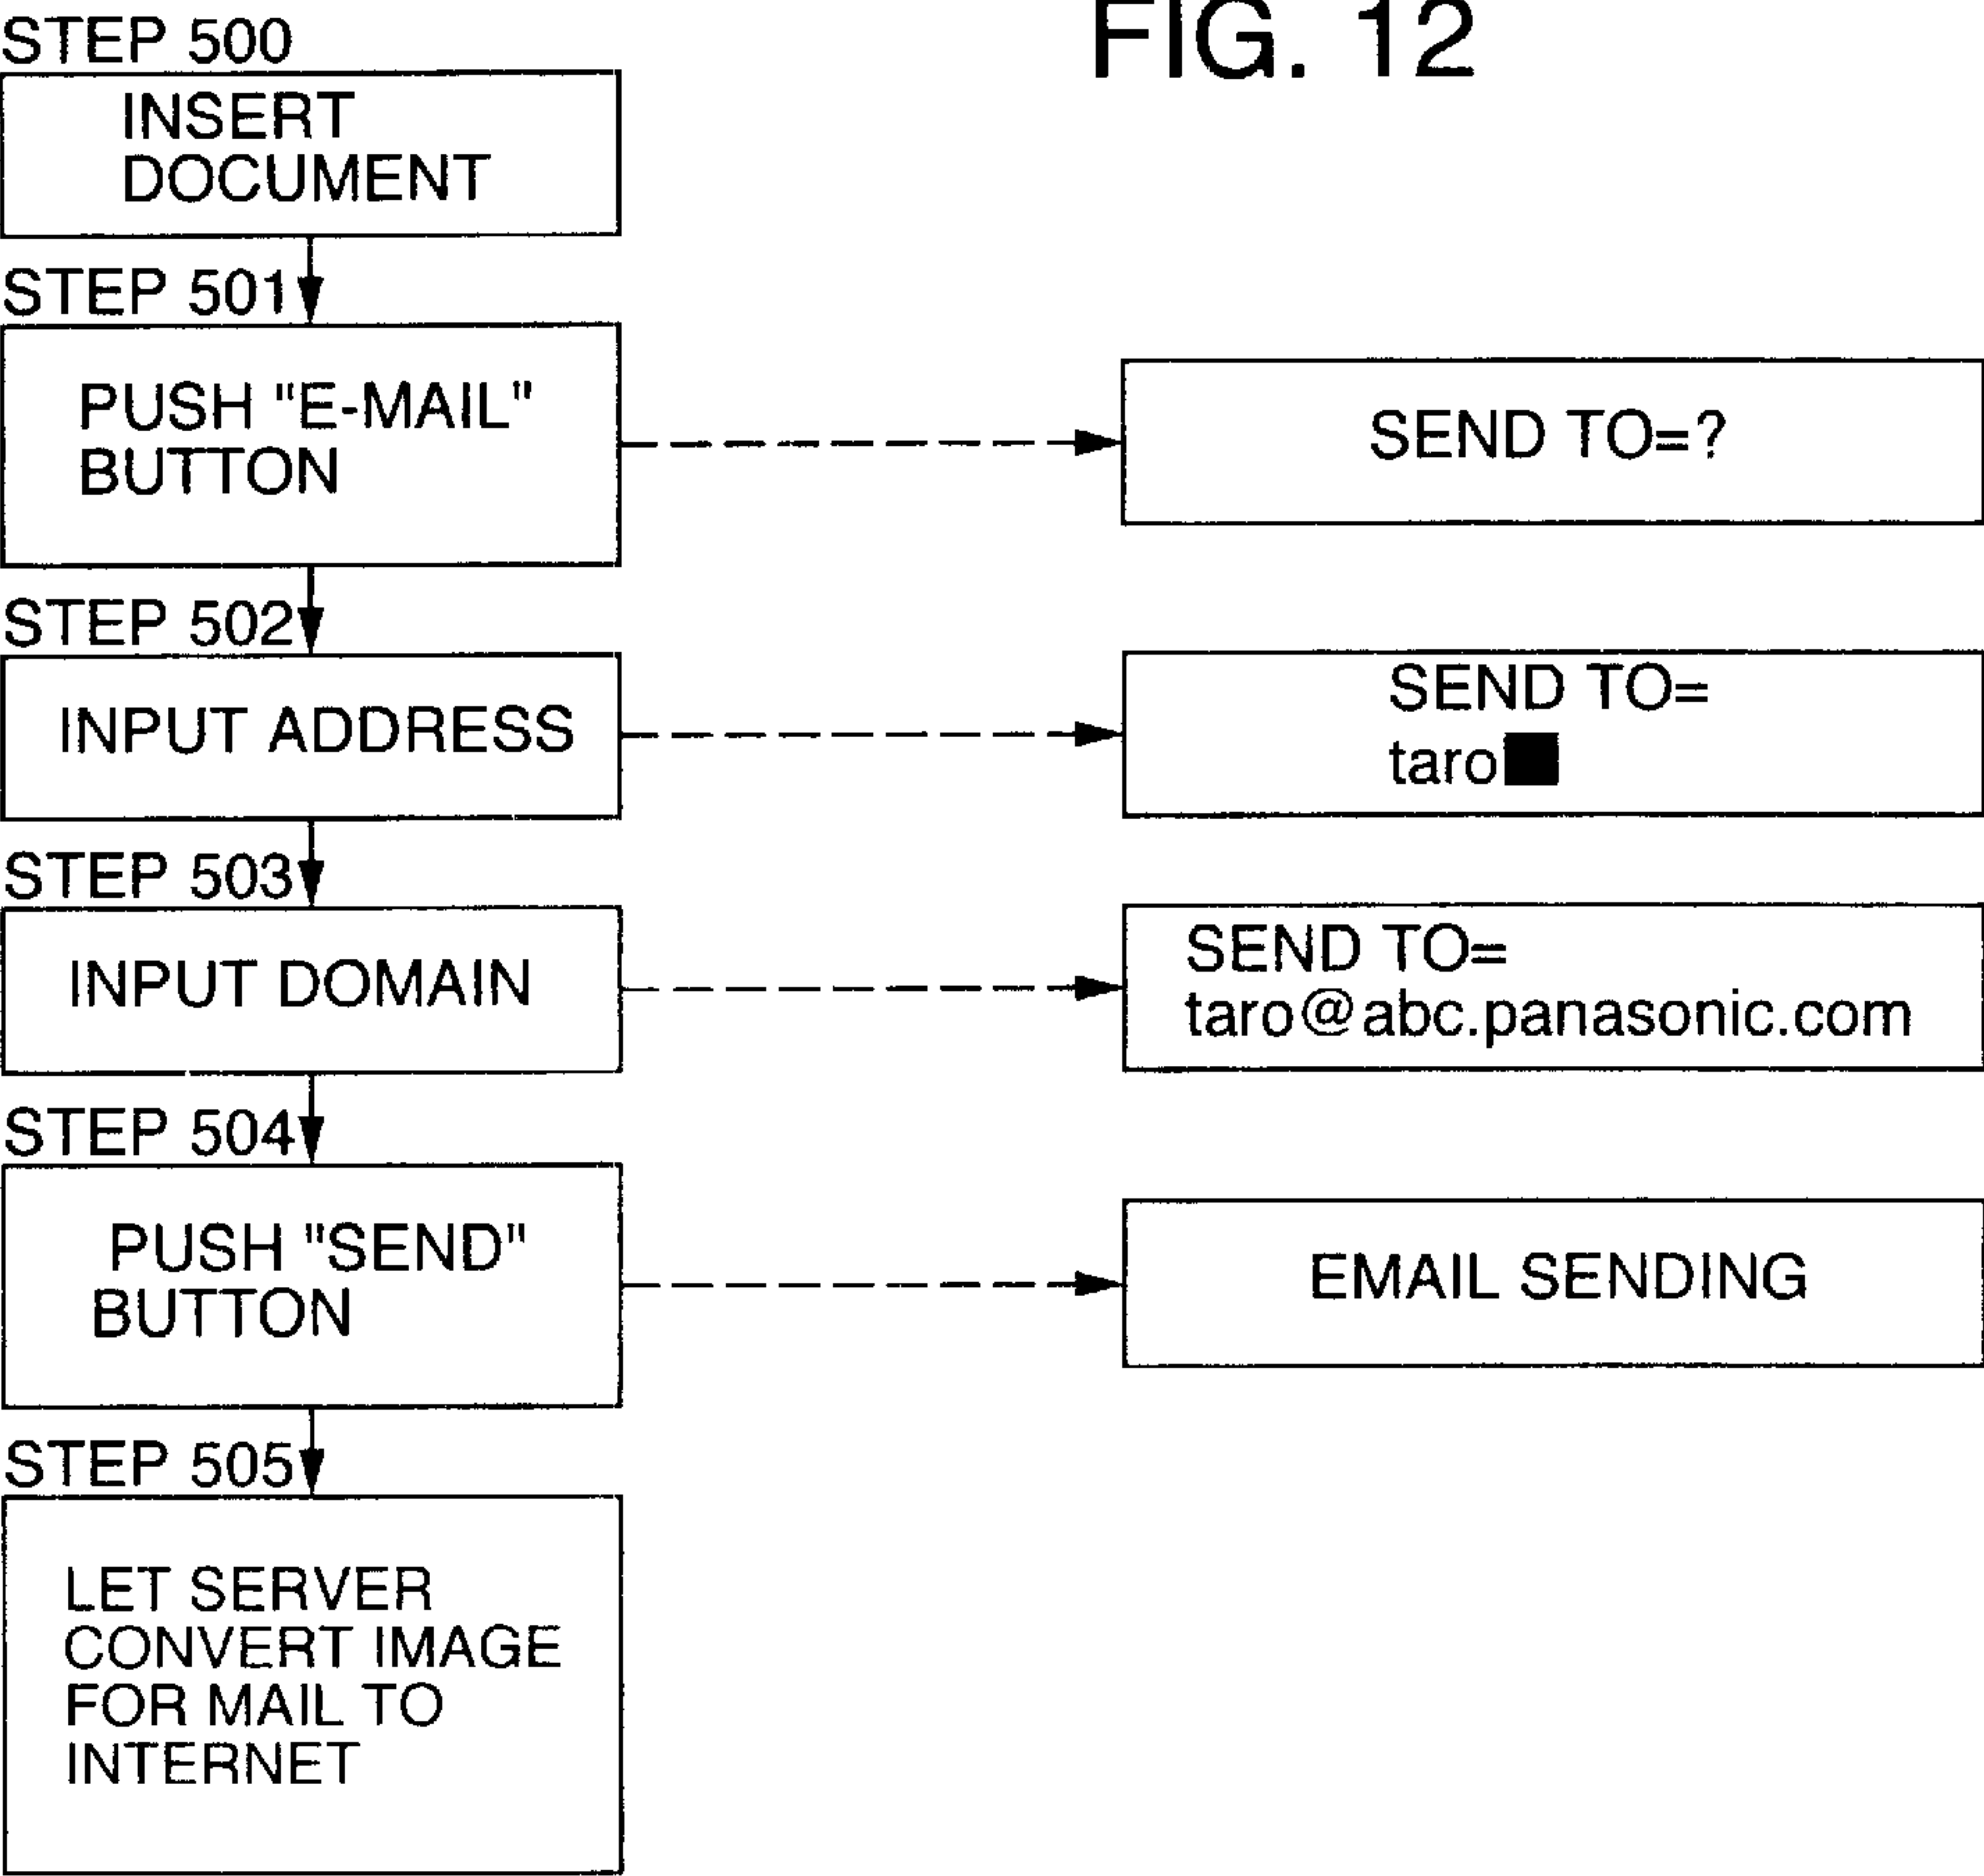 FIG. 12
STEP 500
INSERT
DOCUMENT
STEP 501
PUSH "E-MAIL"
BUTTON
SEND TO=?
STEP 502
INPUT ADDRESS
SEND TO=
taro
STEP 503
INPUT DOMAIN
SEND TO=
taro@abc.panasonic.com
STEP 504
PUSH "SEND"
BUTTON
EMAIL SENDING
STEP 505
LET SERVER
CONVERT IMAGE
FOR MAIL TO
INTERNET